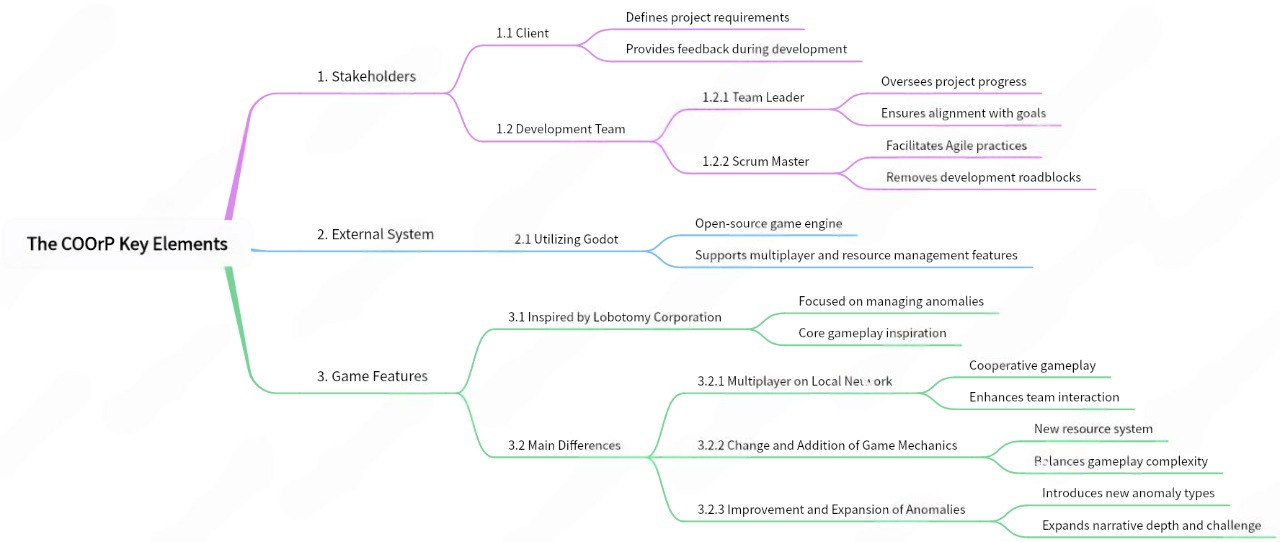 The COOrP Key Elements
1. Stakeholders
1.1 Client
Defines project requirements
Provides feedback during development
1.2 Development Team
1.2.1 Team Leader
Oversees project progress
Ensures alignment with goals
1.2.2 Scrum Master
Facilitates Agile practices
Removes development roadblocks
2. External System
2.1 Utilizing Godot
Open-source game engine
Supports multiplayer and resource management features
3. Game Features
3.1 Inspired by Lobotomy Corporation
Focused on managing anomalies
Core gameplay inspiration
3.2 Main Differences
3.2.1 Multiplayer on Local Network
Cooperative gameplay
Enhances team interaction
3.2.2 Change and Addition of Game Mechanics
New resource system
Balances gameplay complexity
3.2.3 Improvement and Expansion of Anomalies
Introduces new anomaly types
Expands narrative depth and challenge